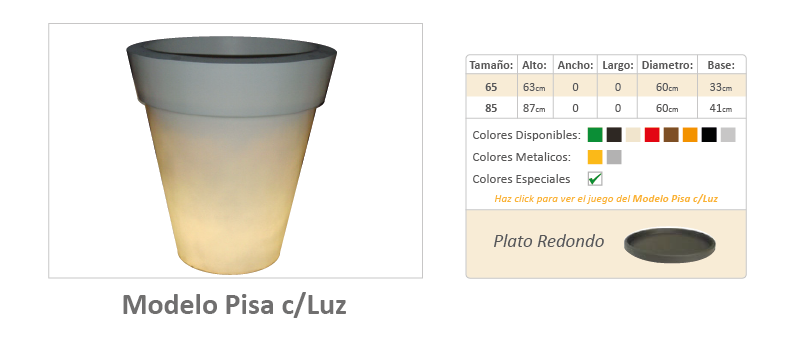 Modelo Pisa c/Luz
Tamaño: Alto: Ancho: Largo: Diametro: Base:
65 63cm 0 0 60cm 33cm
85 87cm 0 0 60cm 41cm
Colores Disponibles:
Colores Metalicos:
Colores Especiales
Haz click para ver el juego del Modelo Pisa c/Luz
Plato Redondo